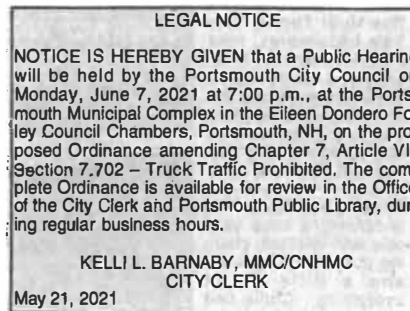 LEGAL NOTICE
NOTICE IS HEREBY GIVEN that a Public Hearing
will be held by the Portsmouth City Council o
Monday, June 7, 2021 at 7:00 p.m., at the Ports-
mouth Municipal Complex in the Eileen Dondero Fo
ley Council Chambers, Portsmouth, NH, on the pro
posed Ordinance amending Chapter 7, Article VI
Section 7.702 – Truck Traffic Prohibited. The com
plete Ordinance is available for review in the Office
of the City Clerk and Portsmouth Public Library, dur
ing regular business hours.
KELLI L. BARNABY, MMC/CNHMC
CITY CLERK
May 21, 2021